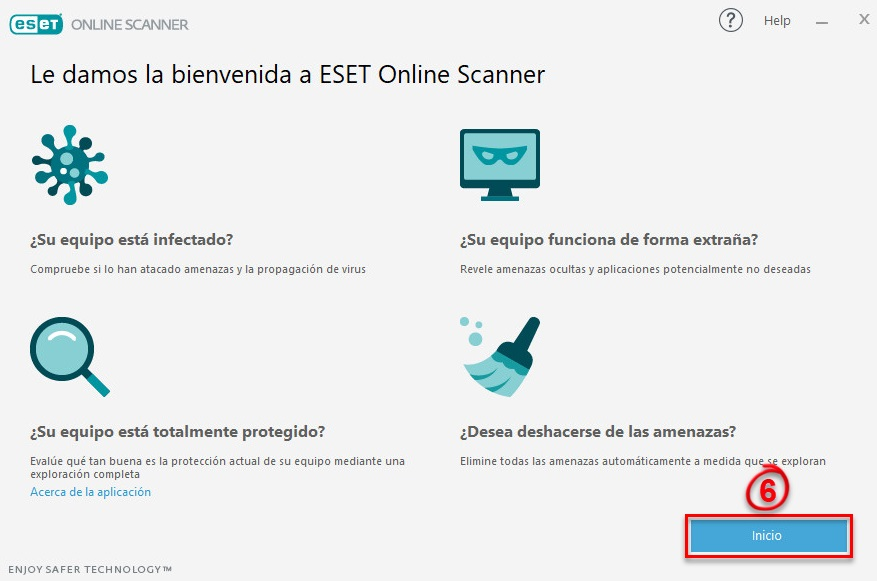 eset ONLINE SCANNER
? Help
Le damos la bienvenida a ESET Online Scanner
¿Su equipo está infectado?
Compruebe si lo han atacado amenazas y la propagación de virus
¿Su equipo funciona de forma extraña?
Revele amenazas ocultas y aplicaciones potencialmente no deseadas
¿Su equipo está totalmente protegido?
Evalúe qué tan buena es la protección actual de su equipo mediante una
exploración completa
Acerca de la aplicación
¿Desea deshacerse de las amenazas?
Elimine todas las amenazas automáticamente a medida que se exploran
6
Inicio
ENJOY SAFER TECHNOLOGY™